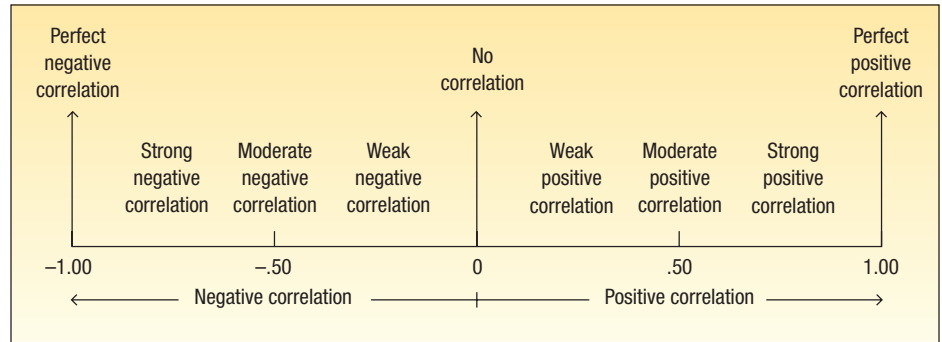 Perfect
negative
correlation
No
correlation
Perfect
positive
correlation
Strong
negative
correlation
Moderate
negative
correlation
Weak
negative
correlation
Weak
positive
correlation
Moderate
positive
correlation
Strong
positive
correlation
–1.00
–.50
0
.50
1.00
Negative correlation
Positive correlation